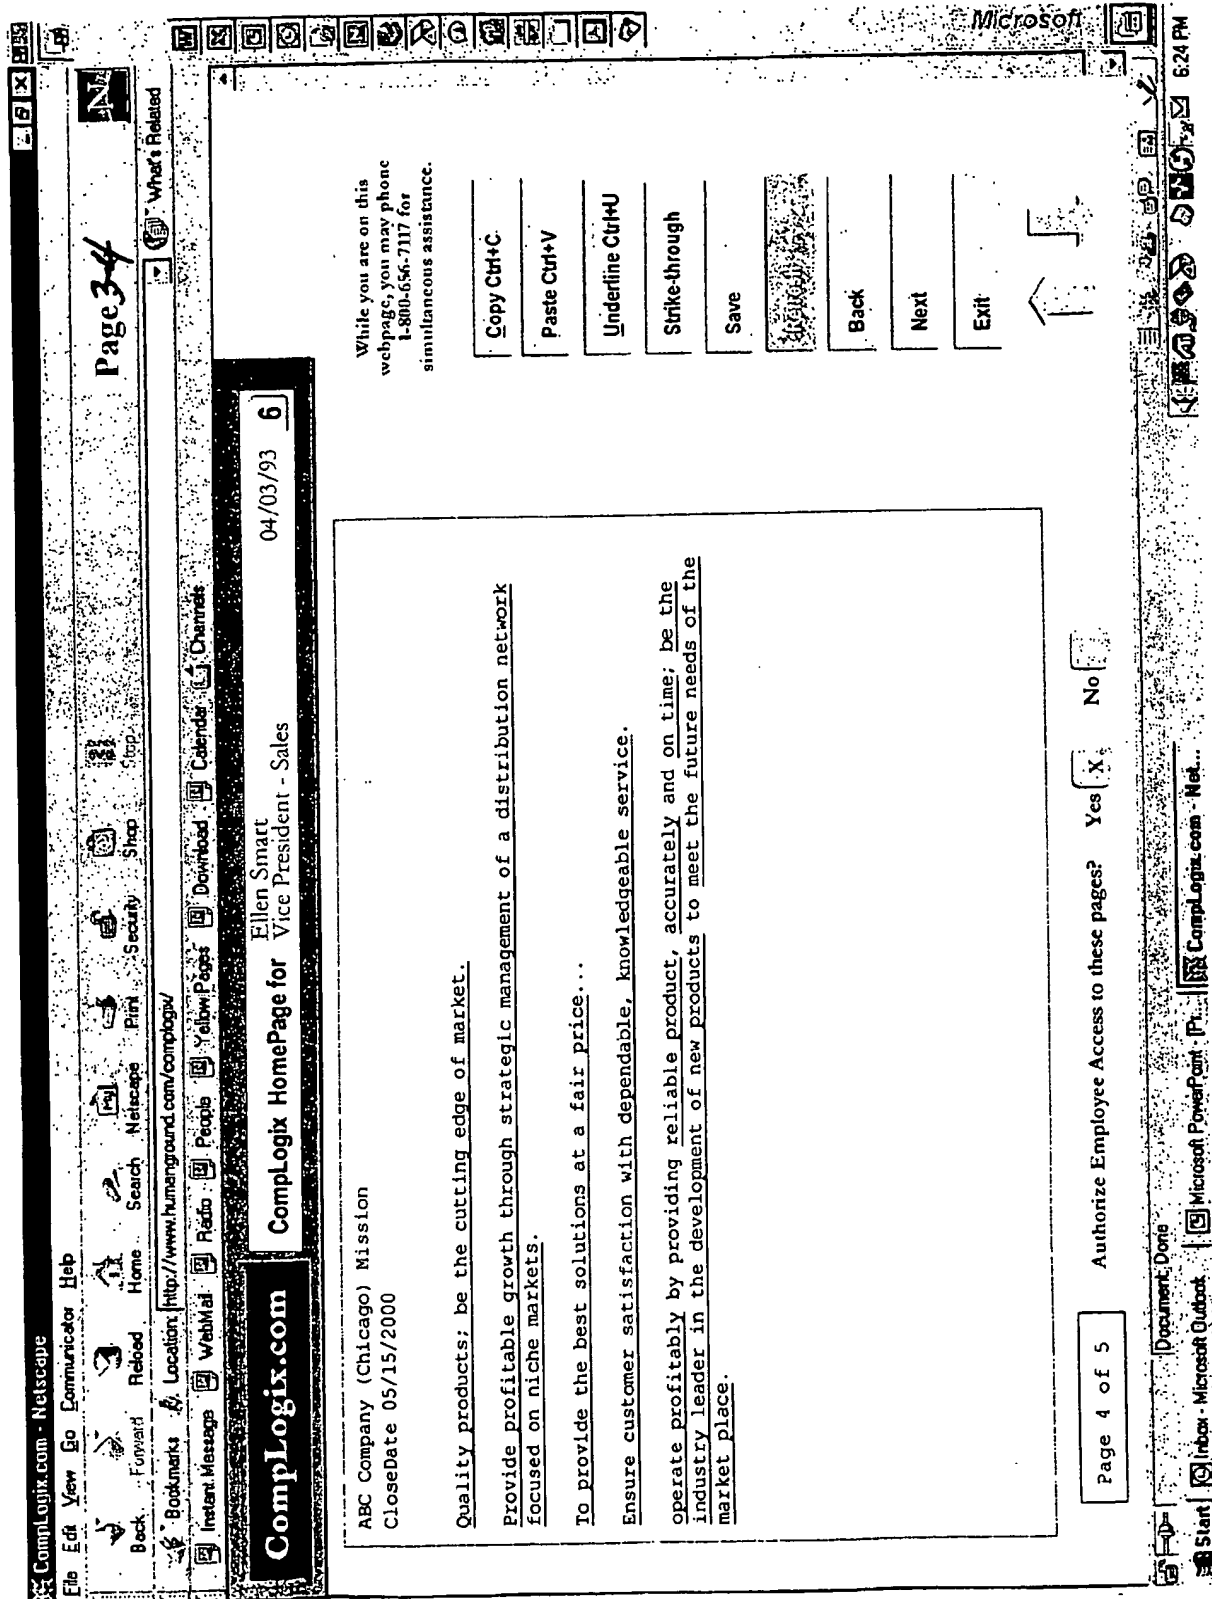 CompLogix.com - Netscape
File Edit View Go Communicator Help
Page 34
Back Forward Reload Home Search Netscape Print Security Shop Stop
Bookmarks Location: http://www.humanground.com/complogix/ What's Related
Instant Message WebMail Radio People Yellow Pages Download Calendar Channels
CompLogix.com
CompLogix HomePage for
Ellen Smart
Vice President - Sales
04/03/93 6
ABC Company (Chicago) Mission
CloseDate 05/15/2000
Quality products; be the cutting edge of market.
Provide profitable growth through strategic management of a distribution network
focused on niche markets.
To provide the best solutions at a fair price...
Ensure customer satisfaction with dependable, knowledgeable service.
operate profitably by providing reliable product, accurately and on time; be the
industry leader in the development of new products to meet the future needs of the
market place.
While you are on this
webpage, you may phone
1-800-656-7117 for
simultaneous assistance.
Copy Ctrl+C
Paste Ctrl+V
Underline Ctrl+U
Strike-through
Save
Back
Next
Exit
Page 4 of 5
Authorize Employee Access to these pages? Yes X No
Document: Done
Start Inbox - Microsoft Outlook Microsoft PowerPoint - [Pr... CompLogix.com - Net...
6:24 PM
Microsoft